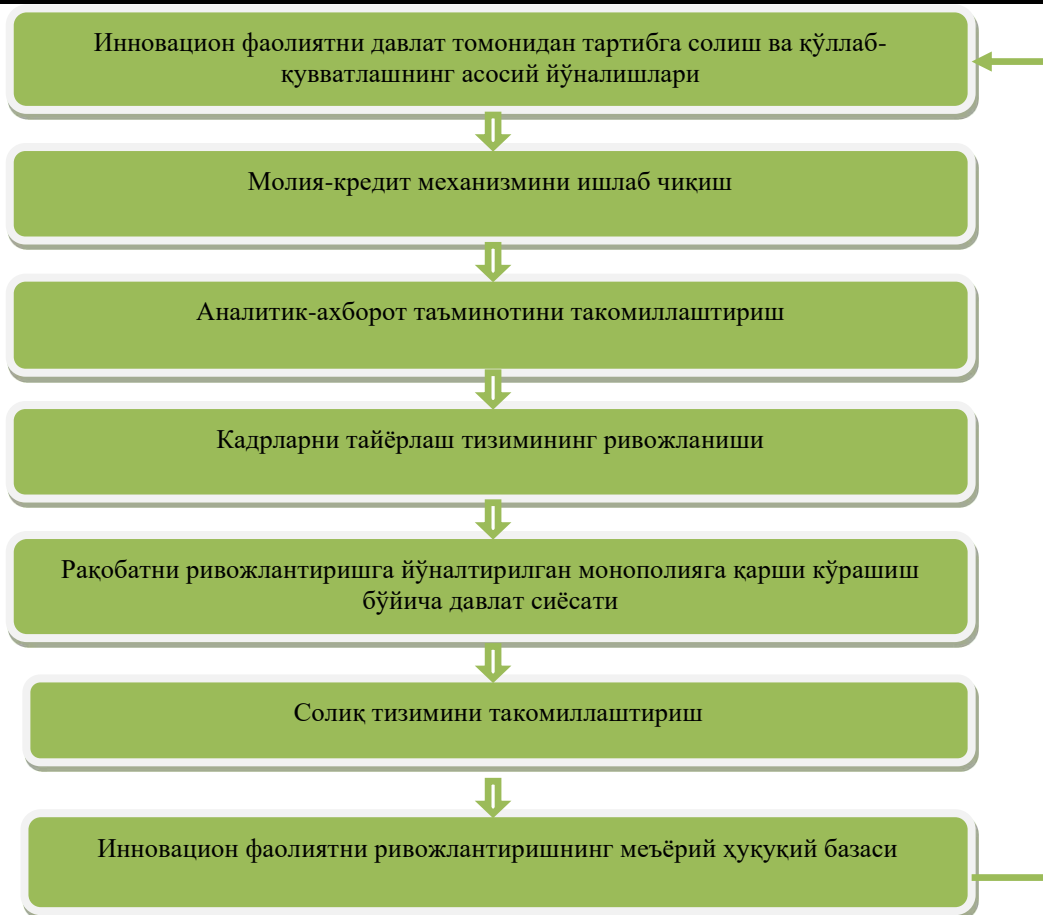 Инновацион фаолиятни давлат томонидан тартибга солиш ва қўллаб-
қувватлашнинг асосий йўналишлари
Молия-кредит механизмини ишлаб чиқиш
Аналитик-ахборот таъминотини такомиллаштириш
Кадрларни тайёрлаш тизимининг ривожланиши
Рақобатни ривожлантиришга йўналтирилган монополияга қарши кўрашиш
бўйича давлат сиёсати
Солиқ тизимини такомиллаштириш
Инновацион фаолиятни ривожлантиришнинг меъёрий ҳуқуқий базаси